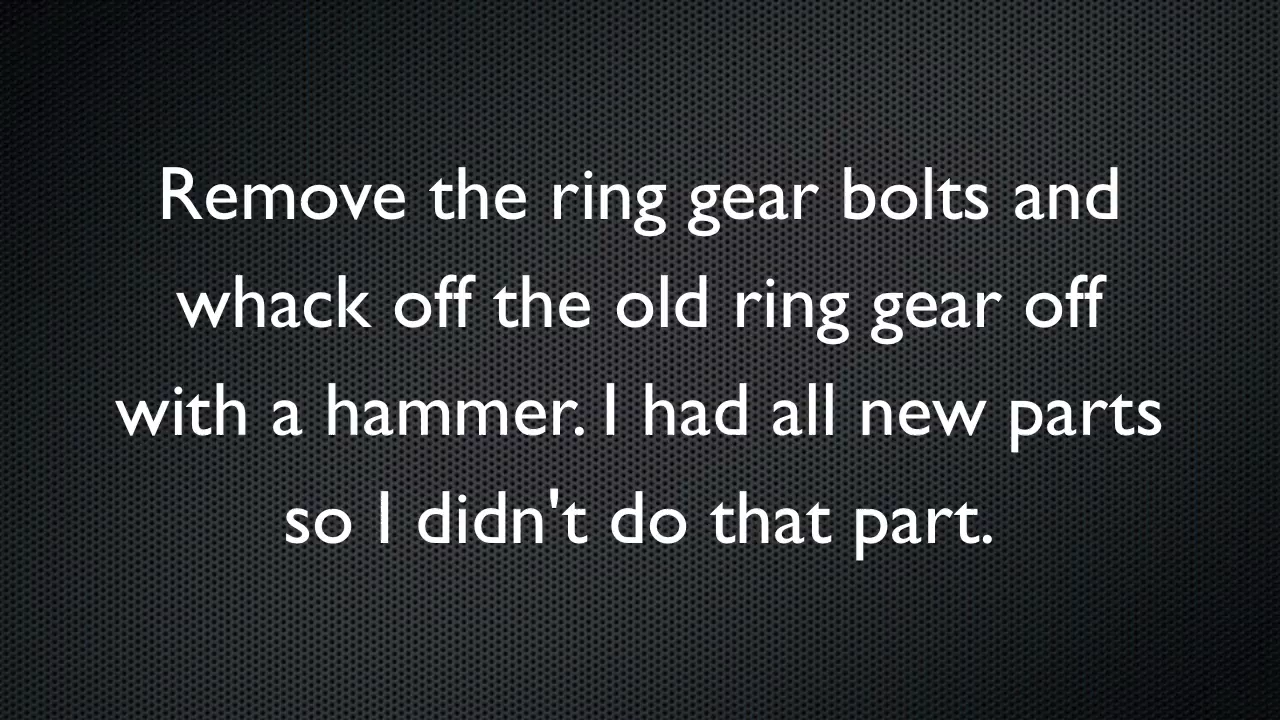 Remove the ring gear bolts and
whack off the old ring gear off
with a hammer. I had all new parts
so I didn't do that part.